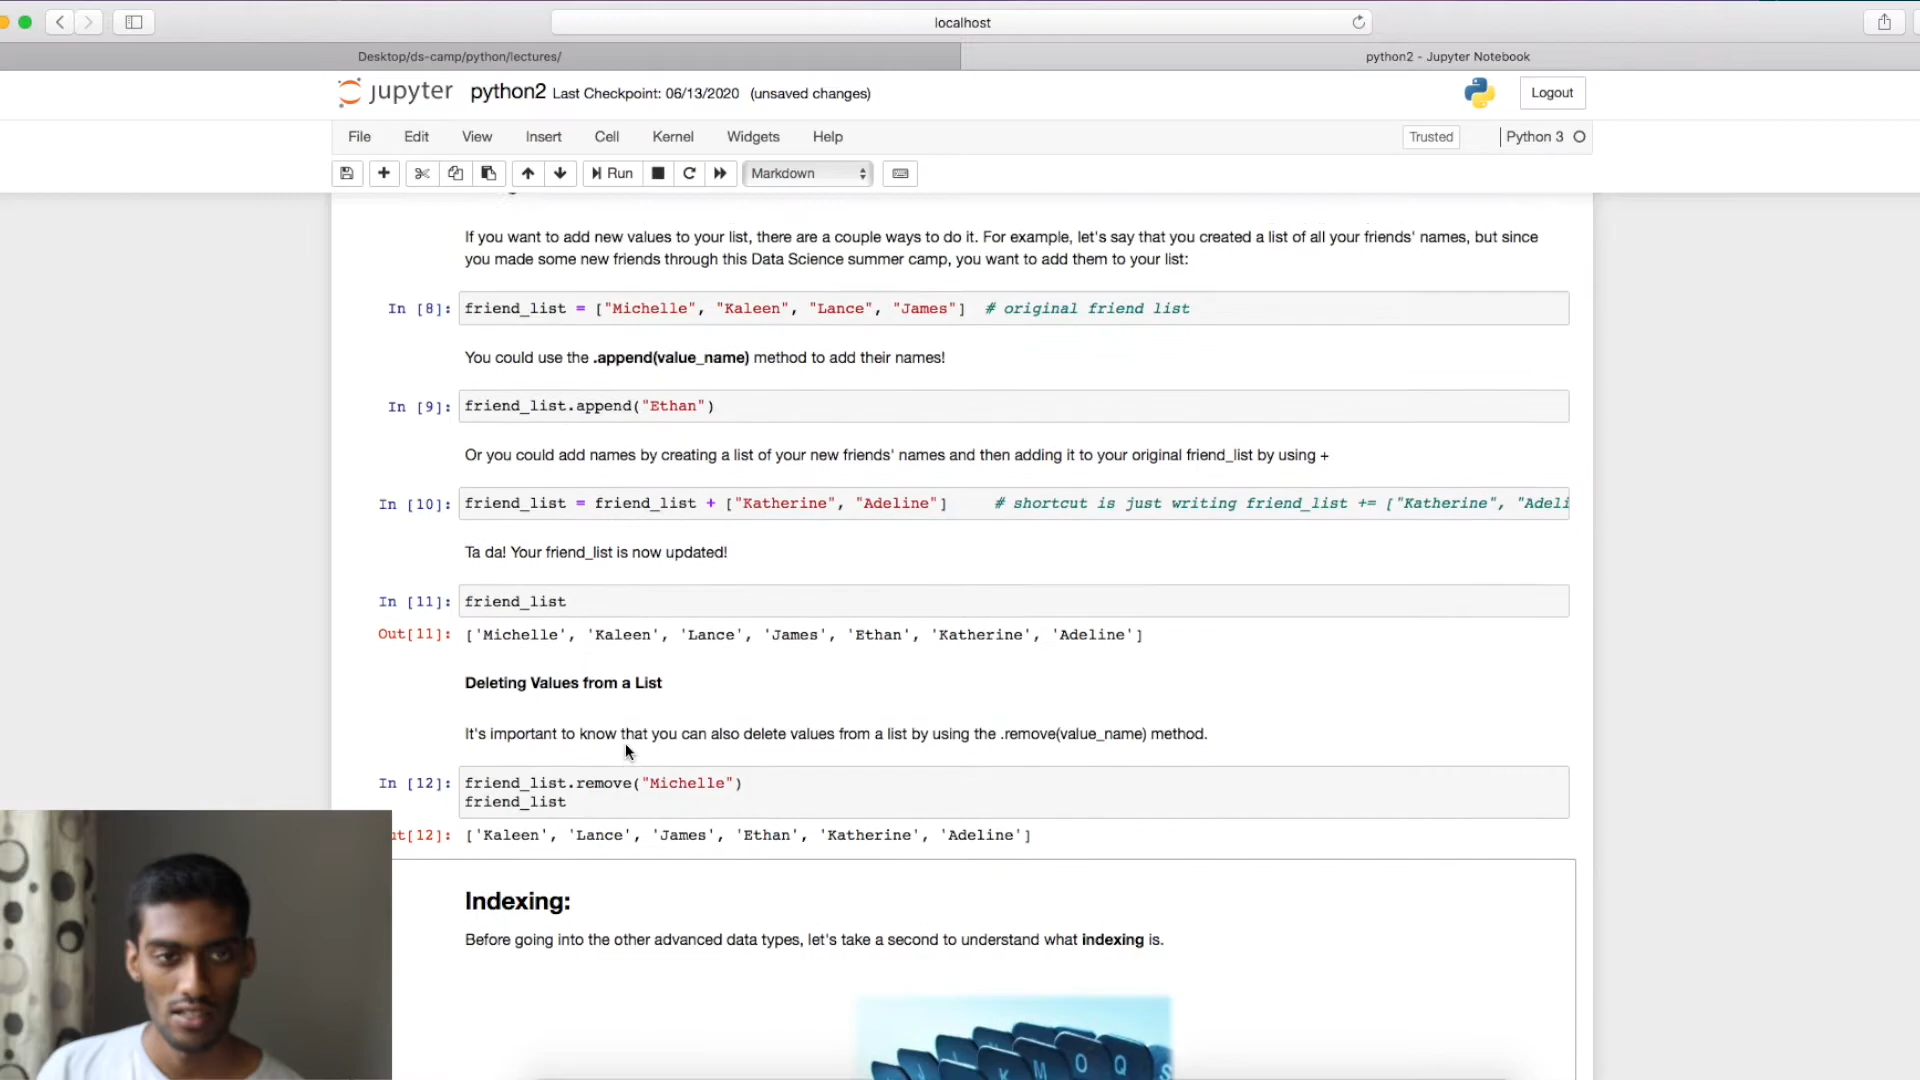 localhost
Desktop/ds-camp/python/lectures/
python2 - Jupyter Notebook
jupyter python2 Last Checkpoint: 06/13/2020 (unsaved changes)
Logout
File Edit View Insert Cell Kernel Widgets Help
Trusted
Python 3
Run
Markdown
If you want to add new values to your list, there are a couple ways to do it. For example, let's say that you created a list of all your friends' names, but since
you made some new friends through this Data Science summer camp, you want to add them to your list:
In [8]: friend_list = ["Michelle", "Kaleen", "Lance", "James"] # original friend list
You could use the .append(value_name) method to add their names!
In [9]: friend_list.append("Ethan")
Or you could add names by creating a list of your new friends' names and then adding it to your original friend_list by using +
In [10]: friend_list = friend_list + ["Katherine", "Adeline"] # shortcut is just writing friend_list += ["Katherine", "Adeli
Ta da! Your friend_list is now updated!
In [11]: friend_list
Out[11]: ['Michelle', 'Kaleen', 'Lance', 'James', 'Ethan', 'Katherine', 'Adeline']
Deleting Values from a List
It's important to know that you can also delete values from a list by using the .remove(value_name) method.
In [12]: friend_list.remove("Michelle")
friend_list
ut[12]: ['Kaleen', 'Lance', 'James', 'Ethan', 'Katherine', 'Adeline']
Indexing:
Before going into the other advanced data types, let's take a second to understand what indexing is.
M O Q S